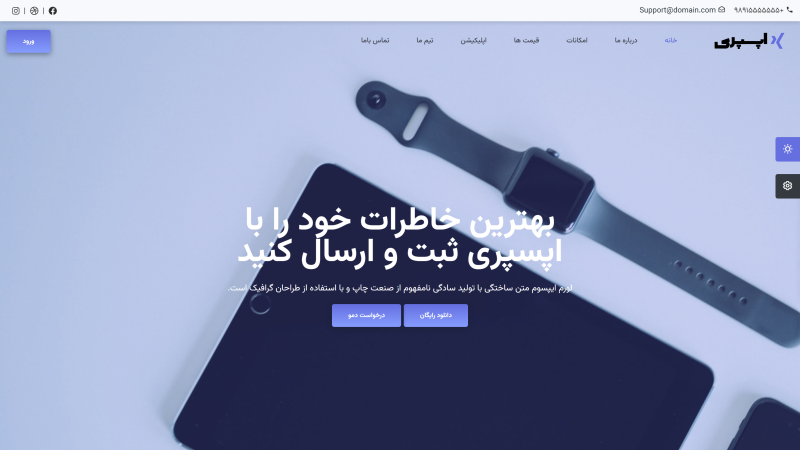 +۹۸۹۱۵۵۵۵۵۵۵
Support@domain.com
اپسپری
خانه
درباره ما
امکانات
قیمت ها
اپلیکیشن
تیم ما
تماس باما
ورود
بهترین خاطرات خود را با
اپسپری ثبت و ارسال کنید
لورم ایپسوم متن ساختگی با تولید سادگی نامفهوم از صنعت چاپ و با استفاده از طراحان گرافیک است.
دانلود رایگان
درخواست دمو